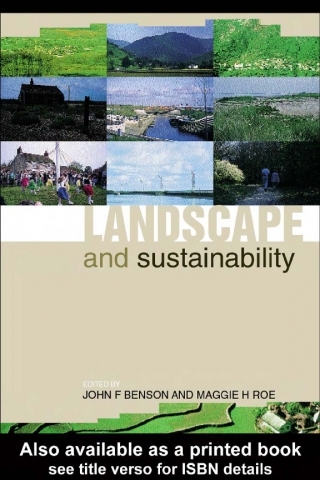 LANDSCAPE
and sustainability
EDITED BY
JOHN F BENSON AND MAGGIE H ROE
Also available as a printed book
see title verso for ISBN details